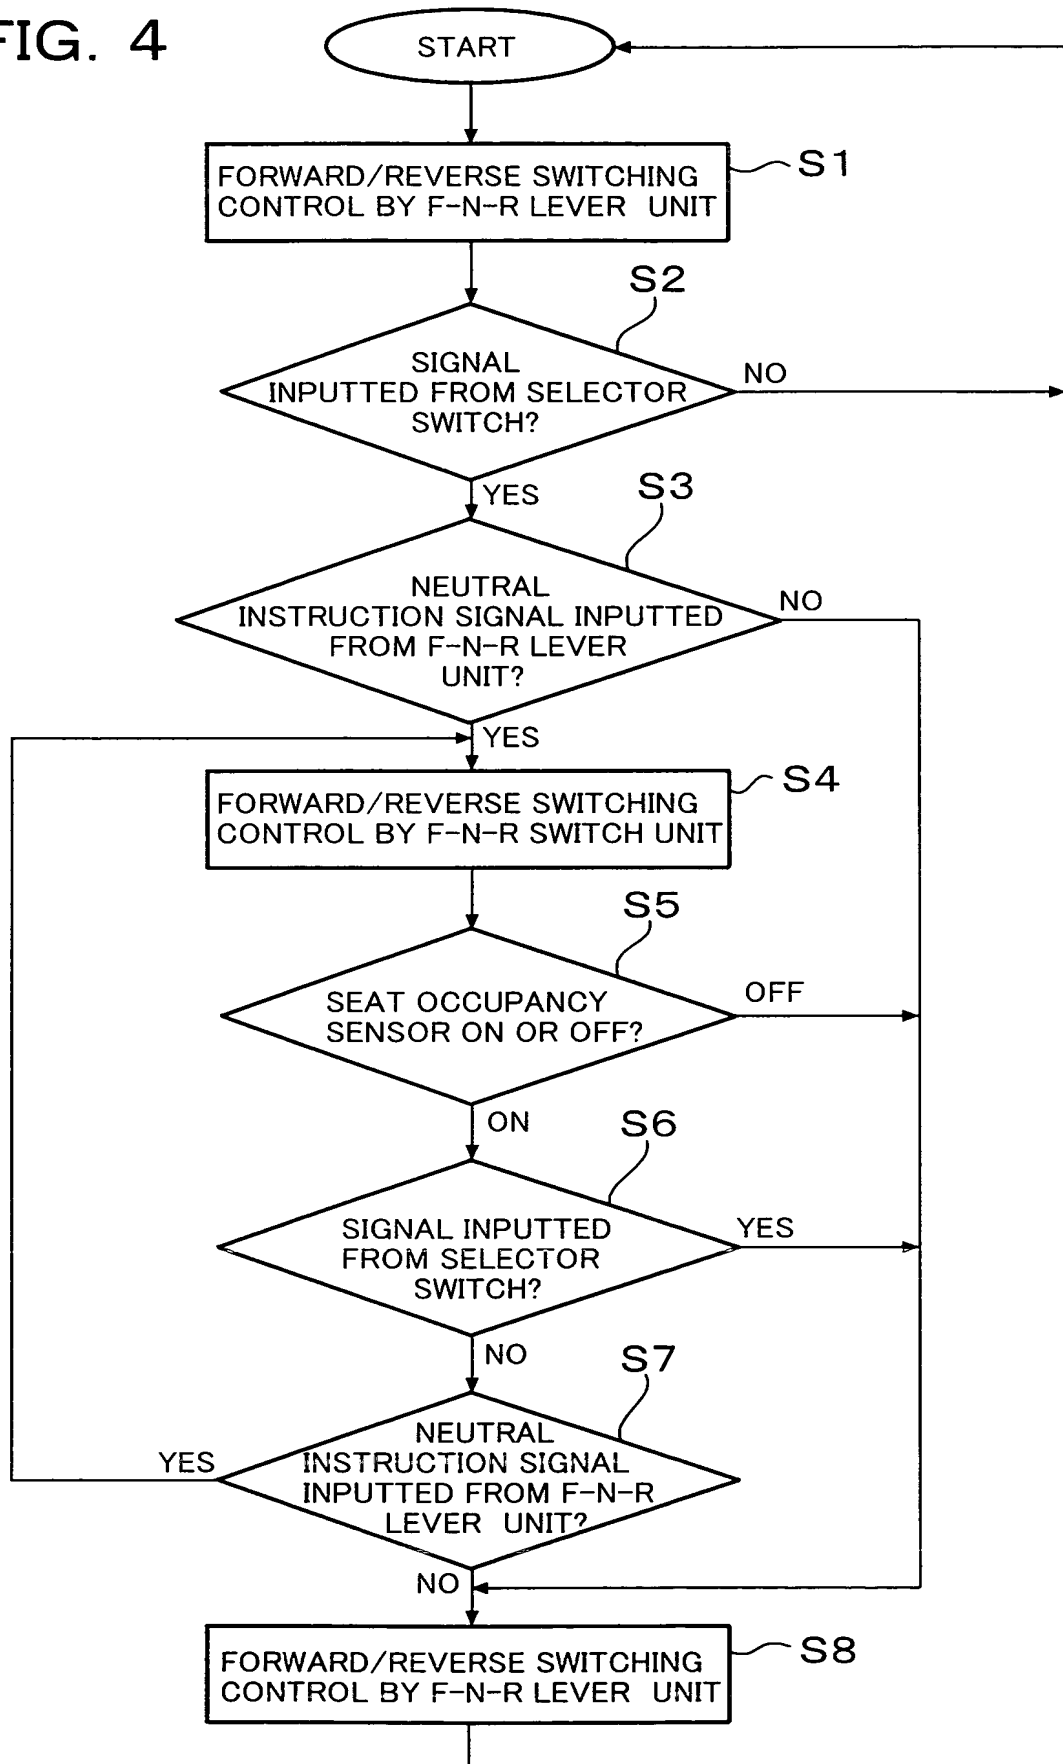 FIG. 4
START
S1
FORWARD/REVERSE SWITCHING
CONTROL BY F-N-R LEVER UNIT
S2
SIGNAL
INPUTTED FROM SELECTOR
SWITCH?
NO
YES
S3
NEUTRAL
INSTRUCTION SIGNAL INPUTTED
FROM F-N-R LEVER
UNIT?
NO
YES
S4
FORWARD/REVERSE SWITCHING
CONTROL BY F-N-R SWITCH UNIT
S5
SEAT OCCUPANCY
SENSOR ON OR OFF?
OFF
ON
S6
SIGNAL INPUTTED
FROM SELECTOR
SWITCH?
YES
NO
S7
NEUTRAL
INSTRUCTION SIGNAL
INPUTTED FROM F-N-R
LEVER UNIT?
YES
NO
S8
FORWARD/REVERSE SWITCHING
CONTROL BY F-N-R LEVER UNIT